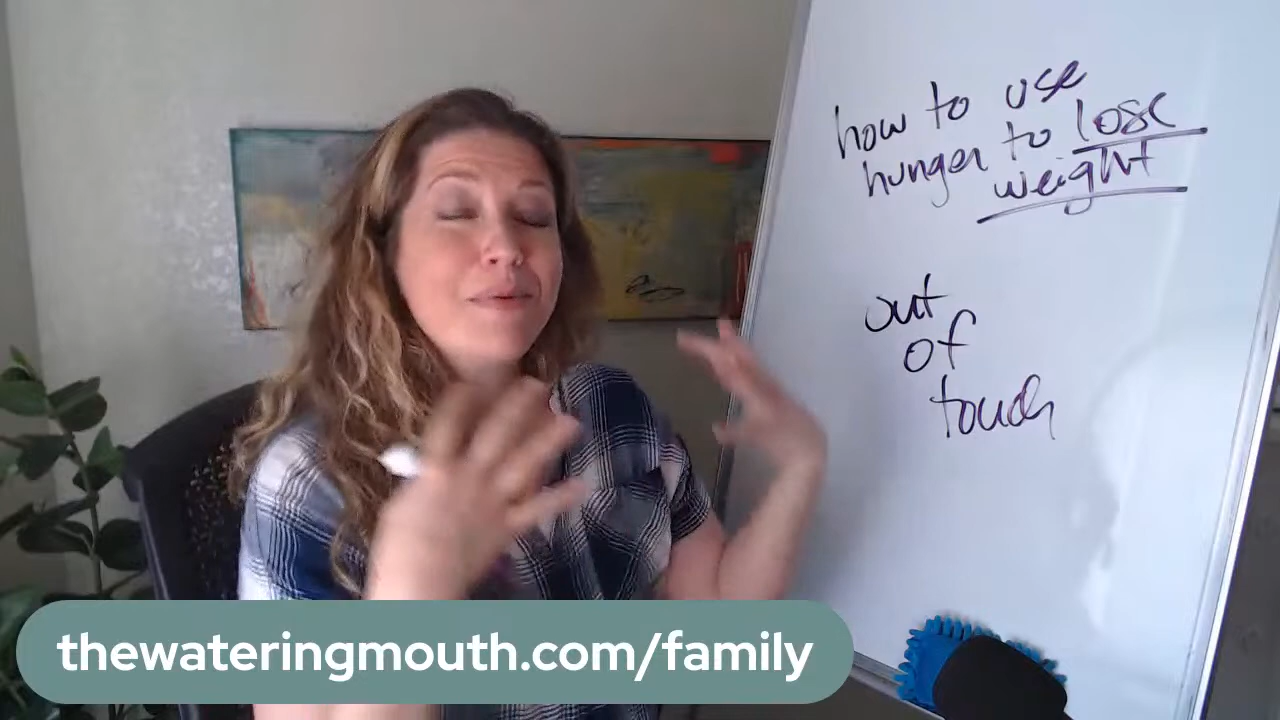 how to use
hunger to lose
weight
out
of
touch
thewateringmouth.com/family